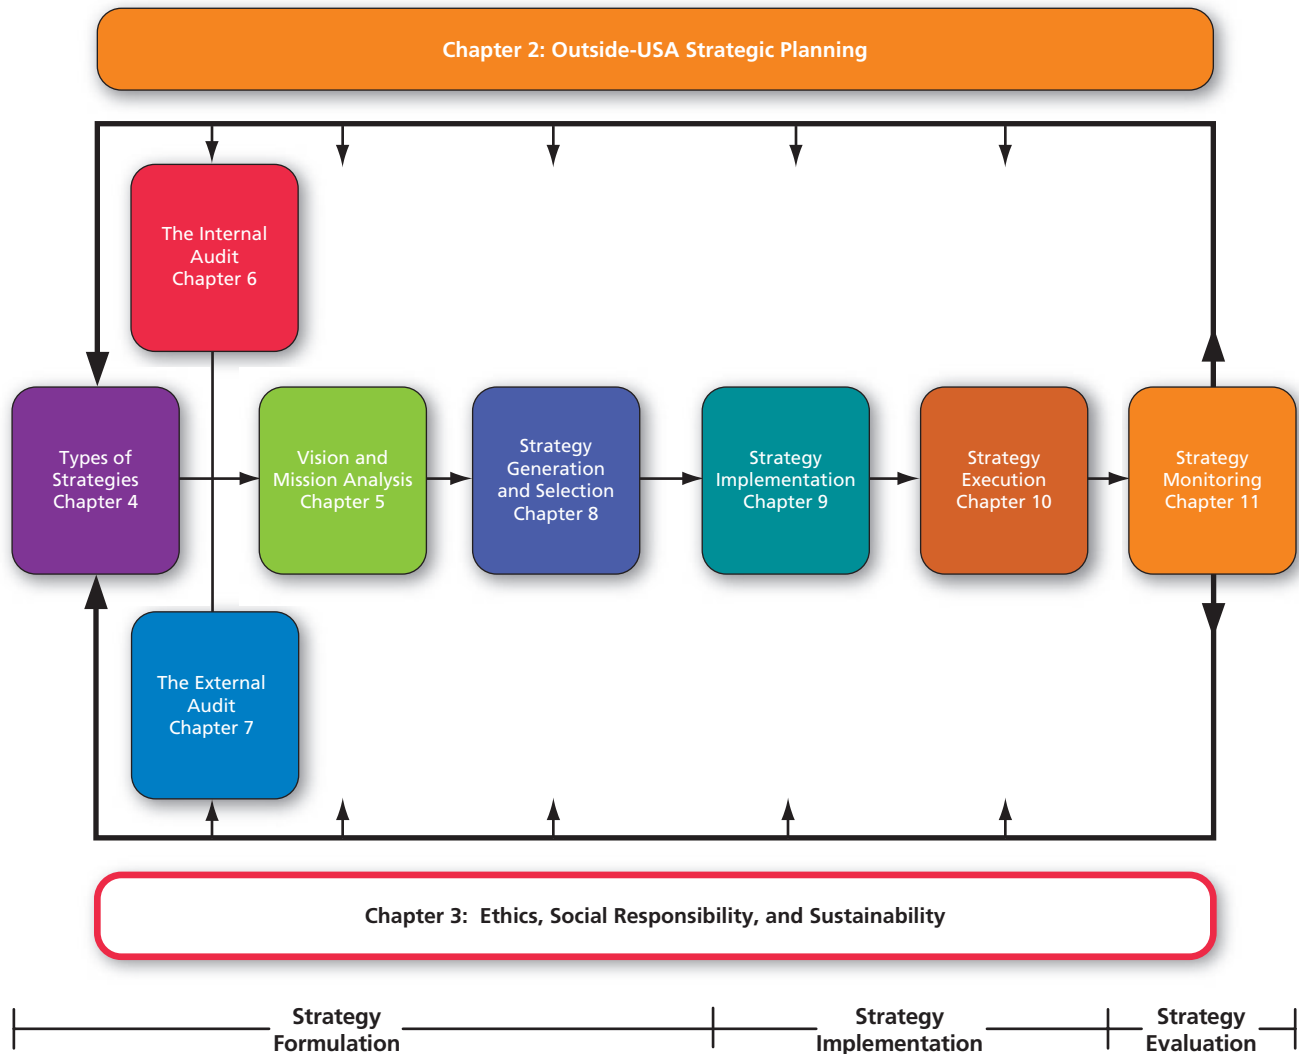 Chapter 2: Outside-USA Strategic Planning
The Internal
Audit
Chapter 6
Types of
Strategies
Chapter 4
Vision and
Mission Analysis
Chapter 5
Strategy
Generation
and Selection
Chapter 8
Strategy
Implementation
Chapter 9
Strategy
Execution
Chapter 10
Strategy
Monitoring
Chapter 11
The External
Audit
Chapter 7
Chapter 3: Ethics, Social Responsibility, and Sustainability
Strategy
Formulation
Strategy
Implementation
Strategy
Evaluation